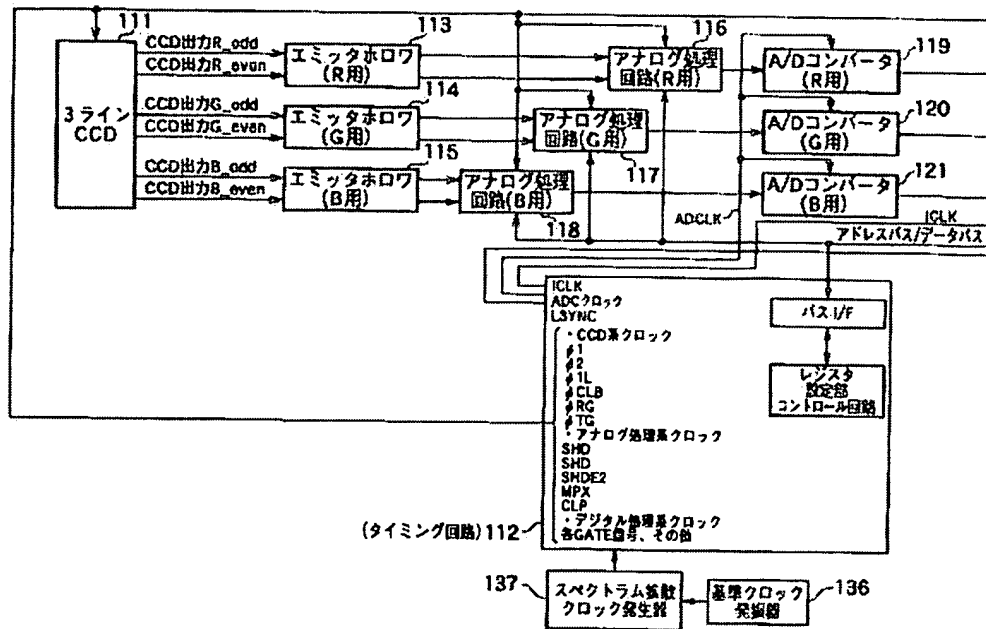 111
CCD出力R_odd
CCD出力R_even
CCD出力G_odd
CCD出力G_even
CCD出力B_odd
CCD出力B_even
3ライン
CCD
113
エミッタホロワ
(R用)
114
エミッタホロワ
(G用)
115
エミッタホロワ
(B用)
116
アナログ処理
回路(R用)
アナログ処理
回路(G用)
117
アナログ処理
回路(B用)
118
119
A/Dコンバータ
(R用)
120
A/Dコンバータ
(G用)
121
A/Dコンバータ
(B用)
ADCLK
ICLK
アドレスバス/データバス
ICLK
ADCクロック
LSYNC
・CCD系クロック
φ1
φ2
φ1L
φCLB
φRG
φTG
・アナログ処理系クロック
SHD
SHD
SHDE2
MPX
CLP
・デジタル処理系クロック
各GATE信号、その他
バスI/F
レジスタ
設定部
コントロール回路
(タイミング回路)112
137
スペクトラム拡散
クロック発生器
基準クロック
発振器
136